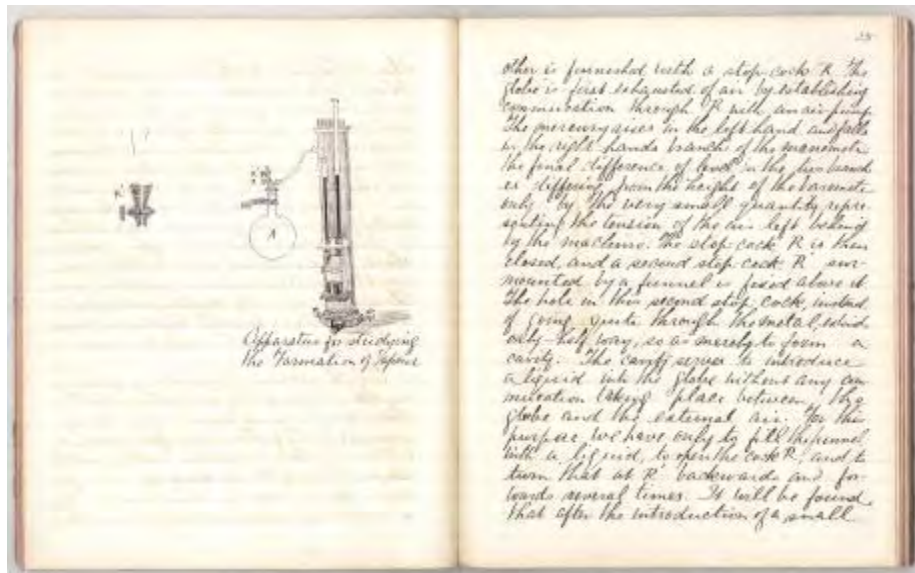 A
Apparatus for studying
the Formation of Vapour
other is furnished with a stop-cock R The
globe is first exhausted of air by establishing
communication through R with an air pump
The mercury rises in the left hand and falls
in the right hands branch of the manomete
the final difference of level in the two branch
es differing from the height of the baromete
only by the very small quantity repre-
senting the tension of the air left behind
by the machine. The stop cock R is then
closed, and a second stop-cock R' sur-
mounted by a funnel is fixed above it
The hole in this second stop cock, instead
of going quite through the metal, extends
only half way, so as merely to form a
cavity. The cavity serves to introduce
a liquid into the globe without any com-
munication taking place between the
globe and the external air. For this
purpose we have only to fill the funnel
with a liquid, to open the cock R, and to
turn that at R' backwards and for-
wards several times. It will be found
that after the introduction of a small